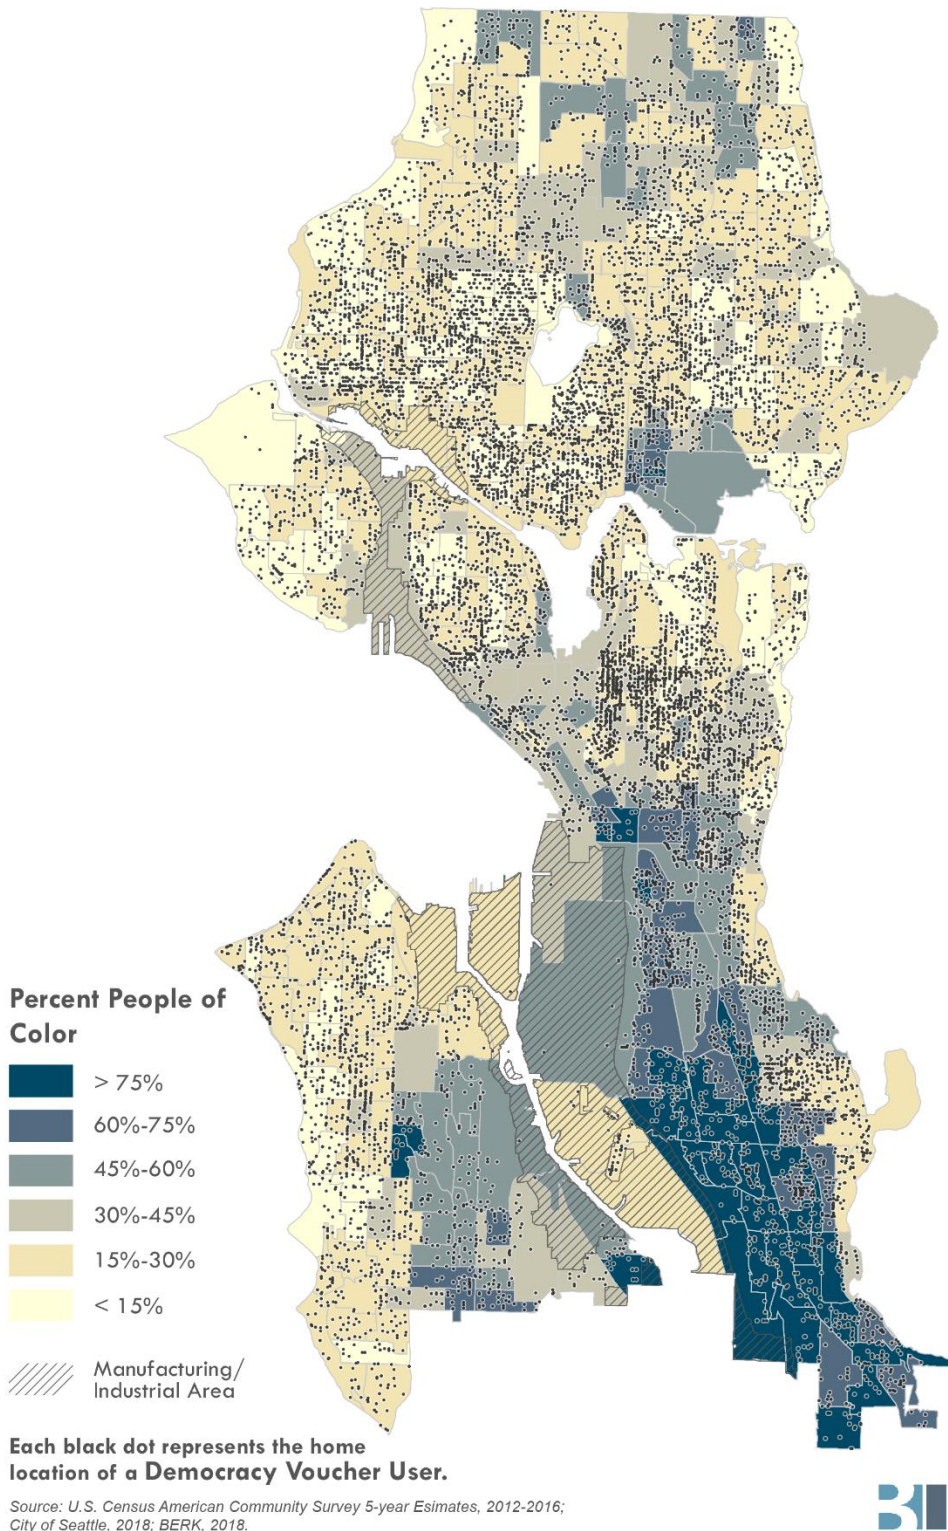 Percent People of
Color
> 75%
60%-75%
45%-60%
30%-45%
15%-30%
< 15%
Manufacturing/
Industrial Area
Each black dot represents the home
location of a Democracy Voucher User.
Source: U.S. Census American Community Survey 5-year Esimates, 2012-2016;
City of Seattle, 2018; BERK, 2018.